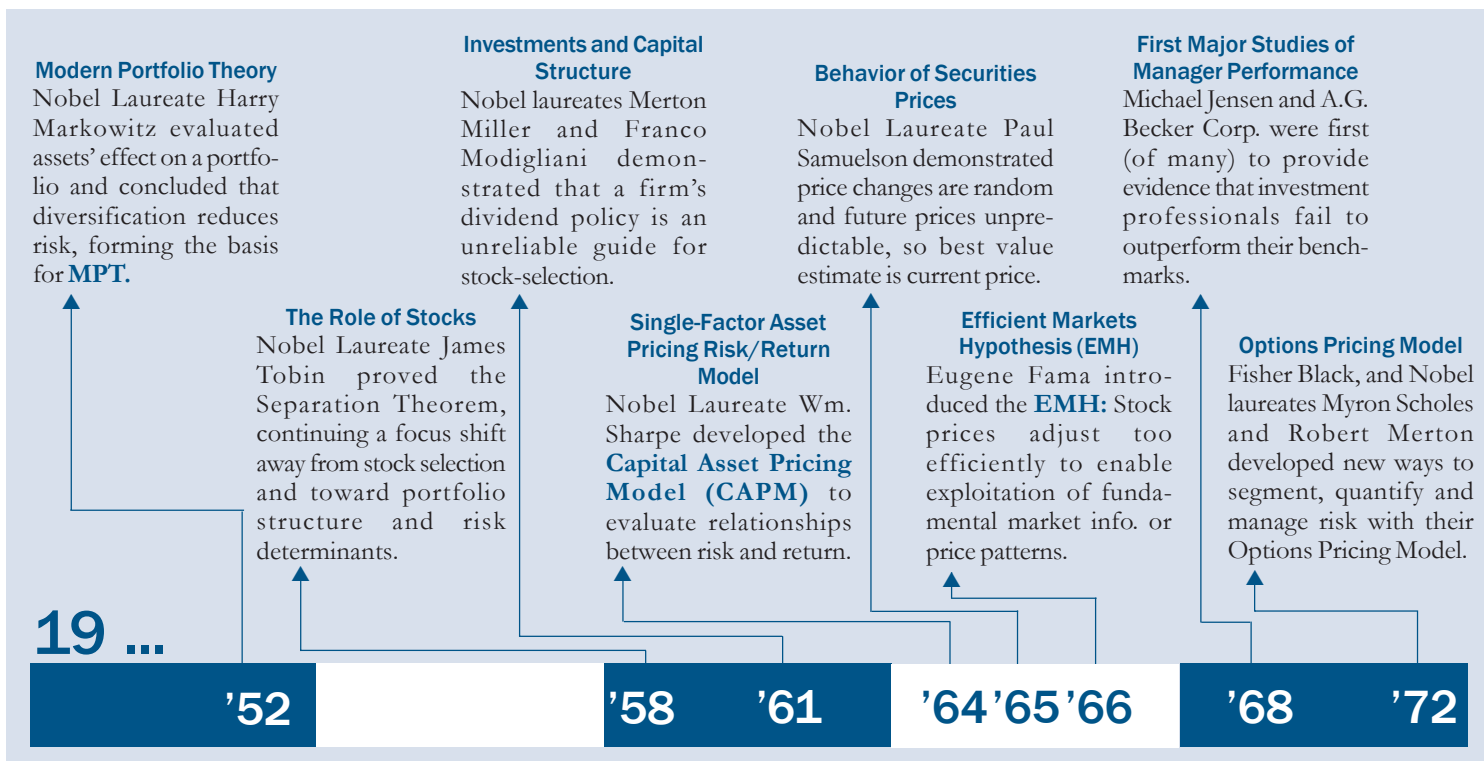 Modern Portfolio Theory
Nobel Laureate Harry
Markowitz evaluated
assets' effect on a portfo-
lio and concluded that
diversification reduces
risk, forming the basis
for MPT.
The Role of Stocks
Nobel Laureate James
Tobin proved the
Separation Theorem,
continuing a focus shift
away from stock selection
and toward portfolio
structure and risk
determinants.
Investments and Capital
Structure
Nobel laureates Merton
Miller and Franco
Modigliani demon-
strated that a firm's
dividend policy is an
unreliable guide for
stock-selection.
Single-Factor Asset
Pricing Risk/Return
Model
Nobel Laureate Wm.
Sharpe developed the
Capital Asset Pricing
Model (CAPM) to
evaluate relationships
between risk and return.
Behavior of Securities
Prices
Nobel Laureate Paul
Samuelson demonstrated
price changes are random
and future prices unpre-
dictable, so best value
estimate is current price.
Efficient Markets
Hypothesis (EMH)
Eugene Fama intro-
duced the EMH: Stock
prices adjust too
efficiently to enable
exploitation of funda-
mental market info. or
price patterns.
First Major Studies of
Manager Performance
Michael Jensen and A.G.
Becker Corp. were first
(of many) to provide
evidence that investment
professionals fail to
outperform their bench-
marks.
Options Pricing Model
Fisher Black, and Nobel
laureates Myron Scholes
and Robert Merton
developed new ways to
segment, quantify and
manage risk with their
Options Pricing Model.
19 ...
’52 ’58 ’61 ’64 ’65 ’66 ’68 ’72